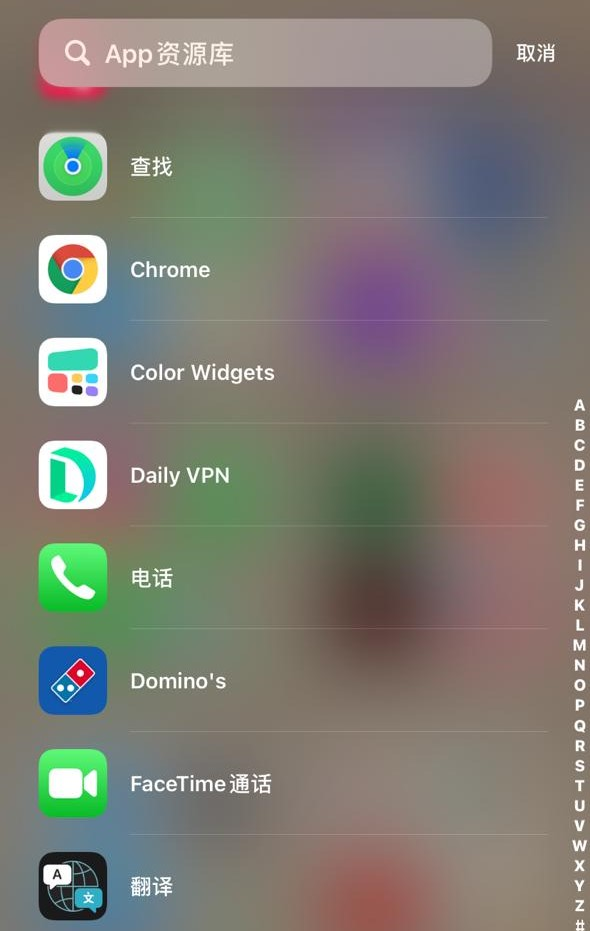 App资源库
取消
查找
Chrome
Color Widgets
Daily VPN
电话
Domino's
FaceTime通话
A
文
翻译
A
B
C
D
E
F
G
H
I
J
K
L
M
N
O
P
Q
R
S
T
U
V
W
X
Y
Z
#